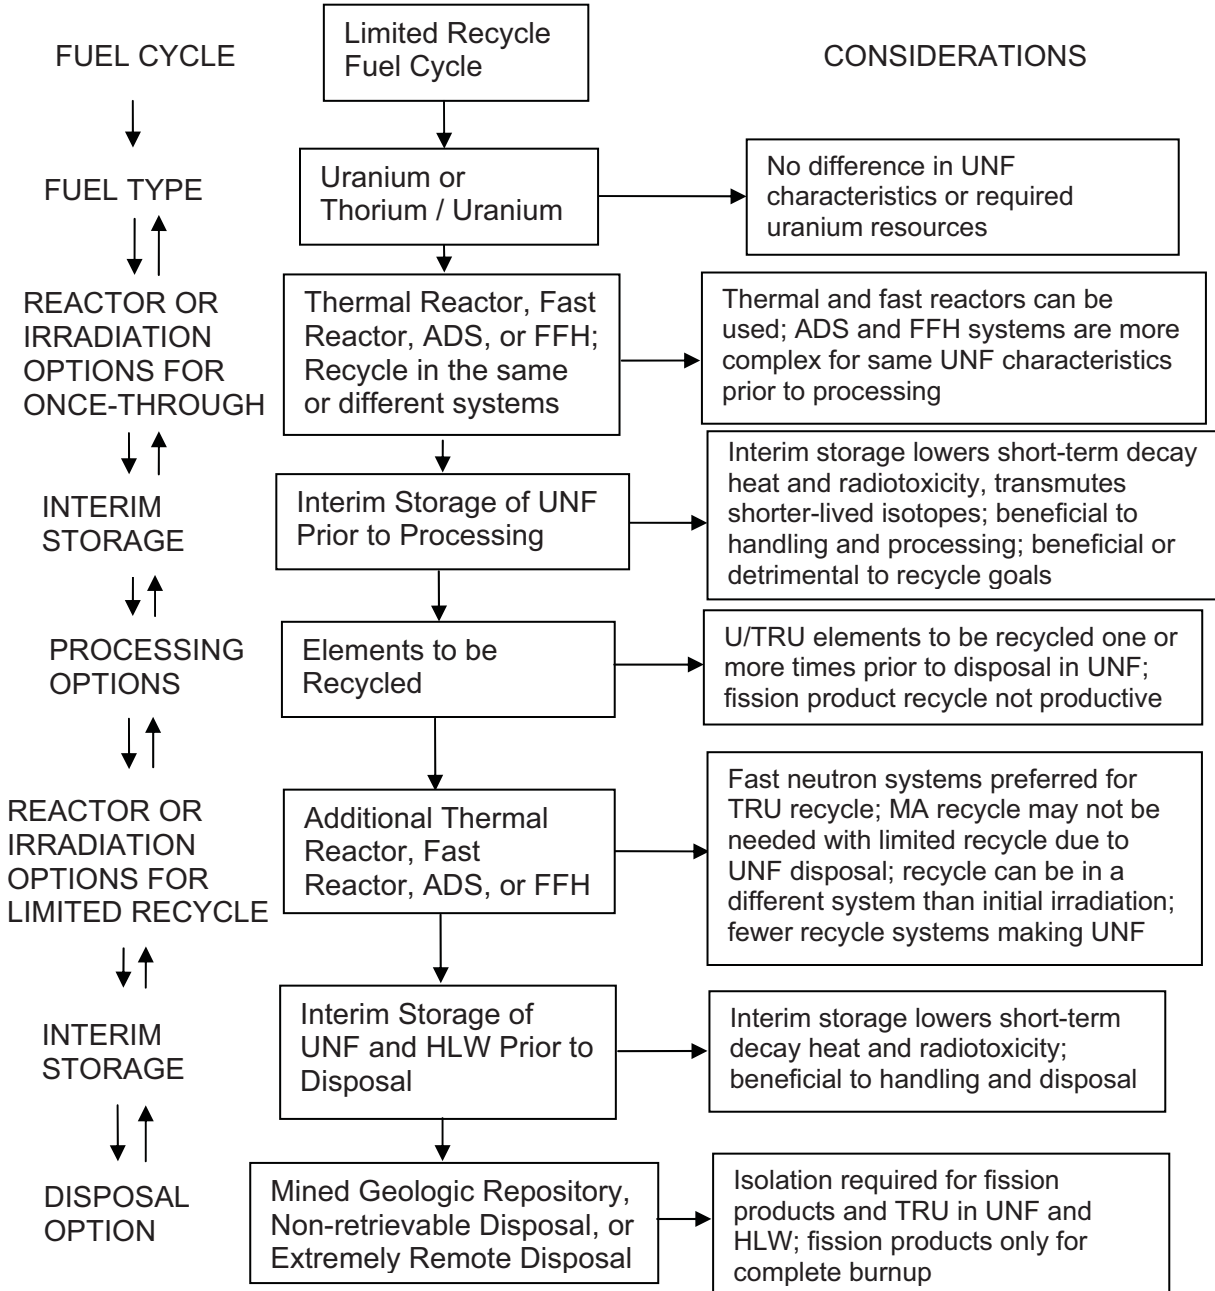 FUEL CYCLE
Limited Recycle
Fuel Cycle
CONSIDERATIONS
FUEL TYPE
Uranium or
Thorium / Uranium
No difference in UNF
characteristics or required
uranium resources
REACTOR OR
IRRADIATION
OPTIONS FOR
ONCE-THROUGH
Thermal Reactor, Fast
Reactor, ADS, or FFH;
Recycle in the same
or different systems
Thermal and fast reactors can be
used; ADS and FFH systems are more
complex for same UNF characteristics
prior to processing
INTERIM
STORAGE
Interim Storage of UNF
Prior to Processing
Interim storage lowers short-term decay
heat and radiotoxicity, transmutes
shorter-lived isotopes; beneficial to
handling and processing; beneficial or
detrimental to recycle goals
PROCESSING
OPTIONS
Elements to be
Recycled
U/TRU elements to be recycled one or
more times prior to disposal in UNF;
fission product recycle not productive
REACTOR OR
IRRADIATION
OPTIONS FOR
LIMITED RECYCLE
Additional Thermal
Reactor, Fast
Reactor, ADS, or FFH
Fast neutron systems preferred for
TRU recycle; MA recycle may not be
needed with limited recycle due to
UNF disposal; recycle can be in a
different system than initial irradiation;
fewer recycle systems making UNF
INTERIM
STORAGE
Interim Storage of
UNF and HLW Prior to
Disposal
Interim storage lowers short-term
decay heat and radiotoxicity;
beneficial to handling and disposal
DISPOSAL
OPTION
Mined Geologic Repository,
Non-retrievable Disposal, or
Extremely Remote Disposal
Isolation required for fission
products and TRU in UNF and
HLW; fission products only for
complete burnup